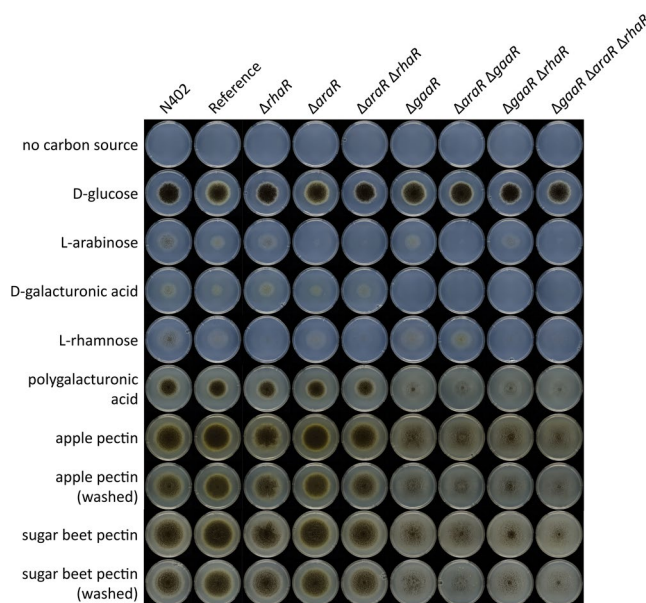 N402
Reference
ΔrhaR
ΔaraR
ΔaraR ΔrhaR
ΔgaaR
ΔaraR ΔgaaR
ΔgaaR ΔrhaR
ΔgaaR ΔaraR ΔrhaR
no carbon source
D-glucose
L-arabinose
D-galacturonic acid
L-rhamnose
polygalacturonic
acid
apple pectin
apple pectin
(washed)
sugar beet pectin
sugar beet pectin
(washed)